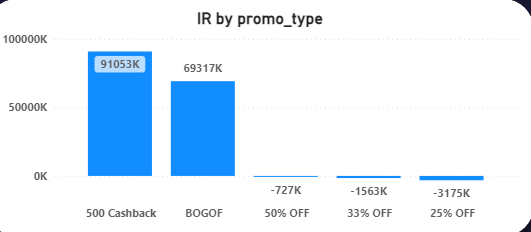 IR by promo_type
100000K
91053K
69317K
50000K
0K
-727K
-1563K
-3175K
500 Cashback
BOGOF
50% OFF
33% OFF
25% OFF